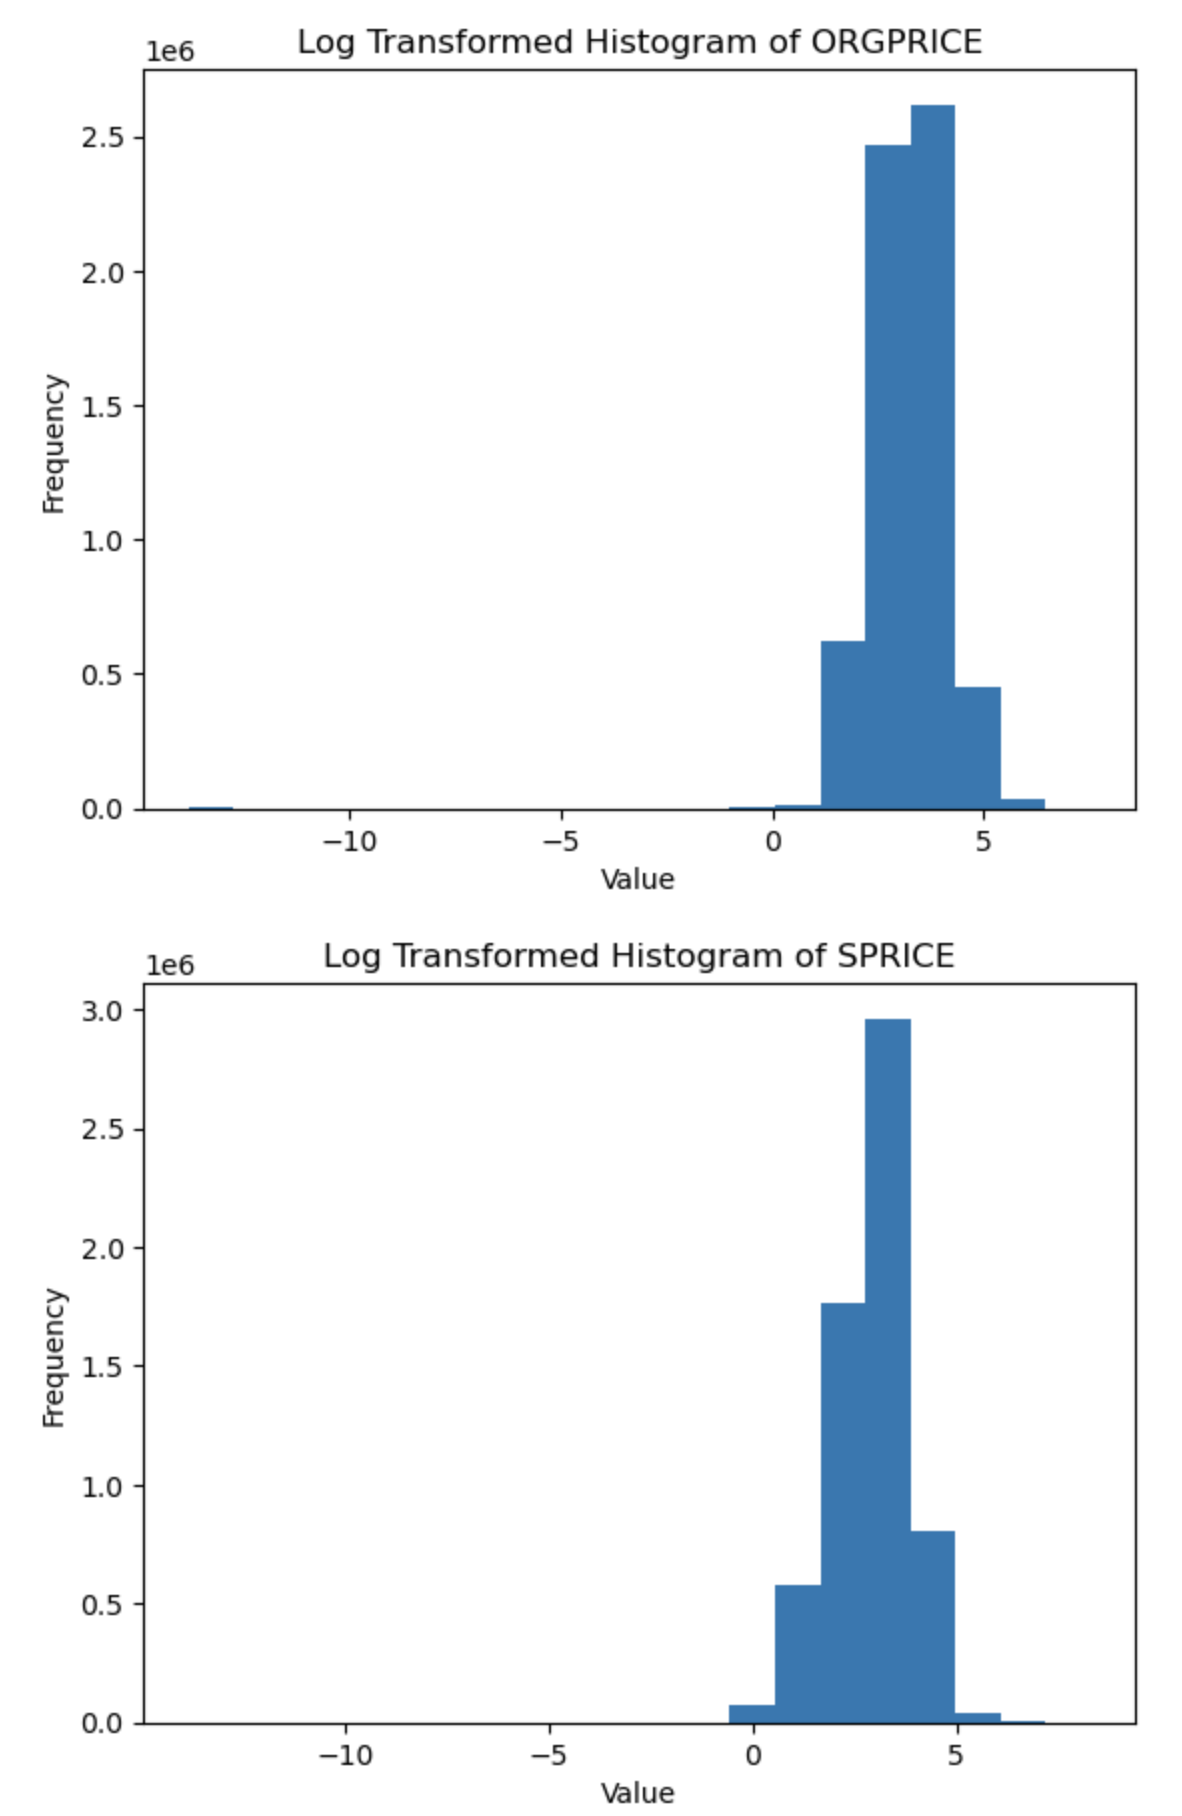 Log Transformed Histogram of ORGPRICE
1e6
2.5
2.0
1.5
1.0
0.5
0.0
Frequency
−10 −5 0 5
Value
Log Transformed Histogram of SPRICE
1e6
3.0
2.5
2.0
1.5
1.0
0.5
0.0
Frequency
−10 −5 0 5
Value